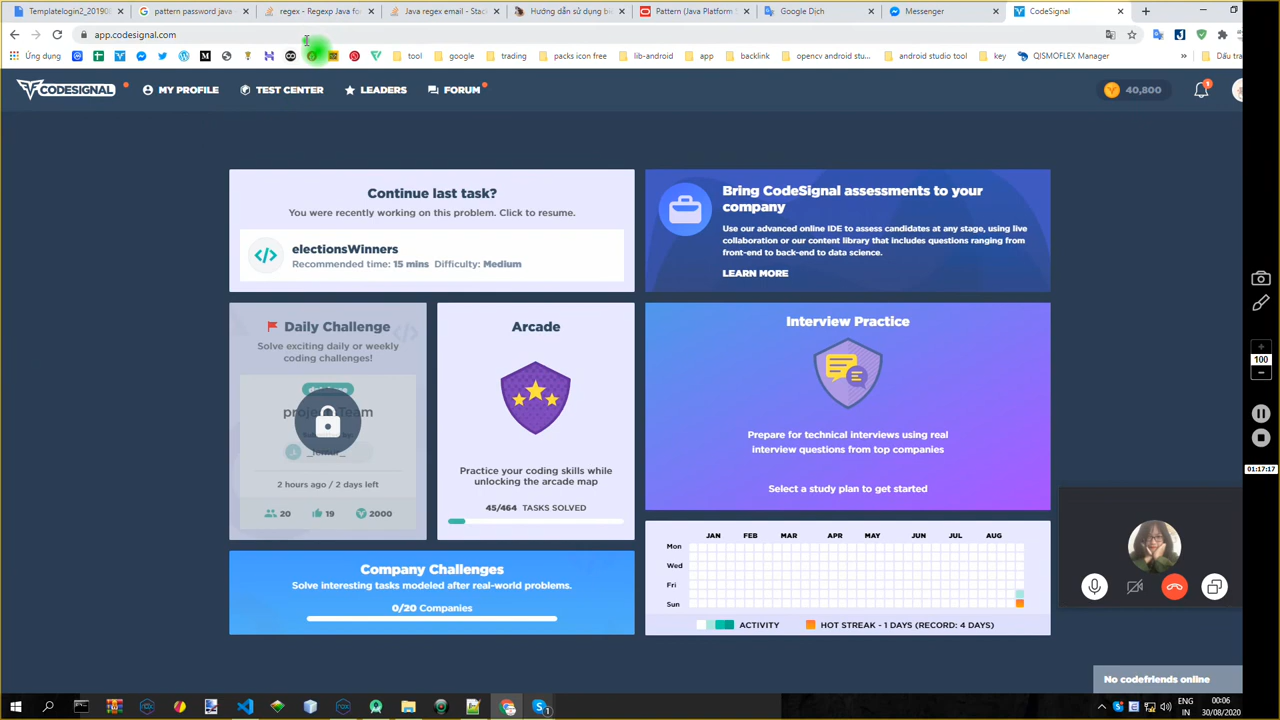 Templatelogin2_20190
pattern password java -
regex - Regexp Java for
Java regex email - Stac
Hướng dẫn sử dụng biể
Pattern (Java Platform S
Google Dịch
Messenger
CodeSignal
app.codesignal.com
Ứng dụng
tool
google
trading
packs icon free
lib-android
app
backlink
opencv android stu...
android studio tool
key
QISMOFLEX Manager
Other bookmarks
CODESIGNAL
MY PROFILE
TEST CENTER
LEADERS
FORUM
40,800
1
Continue last task?
You were recently working on this problem. Click to resume.
electionsWinners
Recommended time: 15 mins Difficulty: Medium
Bring CodeSignal assessments to your
company
Use our advanced online IDE to assess candidates at any stage, using live
collaboration or our content library that includes questions ranging from
front-end to back-end to data science.
LEARN MORE
Daily Challenge
Solve exciting daily or weekly
coding challenges!
Team
2 hours ago / 2 days left
20
19
2000
Arcade
Practice your coding skills while
unlocking the arcade map
45/464 TASKS SOLVED
Interview Practice
Prepare for technical interviews using real
interview questions from top companies
Select a study plan to get started
Company Challenges
Solve interesting tasks modeled after real-world problems.
0/20 Companies
JAN FEB MAR APR MAY JUN JUL AUG
Mon
Wed
Fri
Sun
ACTIVITY
HOT STREAK - 1 DAYS (RECORD: 4 DAYS)
100
01:17:17
No codefriends online
ENG
IN
00:06
30/08/2020